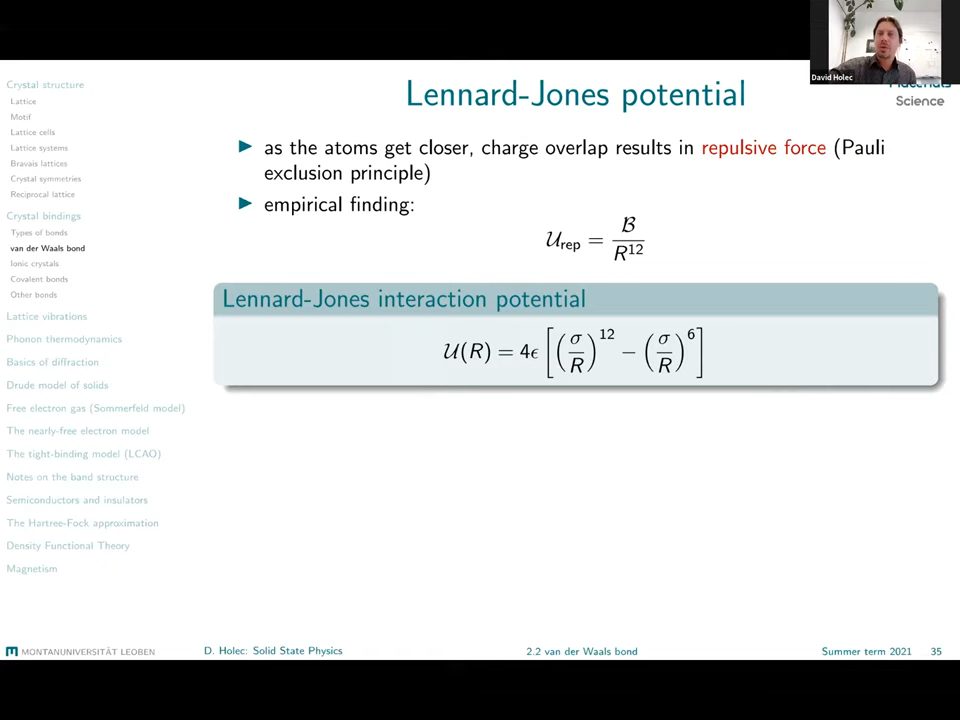 David Holec
Materials
Science
Crystal structure
Lattice
Motif
Lattice cells
Lattice systems
Bravais lattices
Crystal symmetries
Reciprocal lattice
Crystal bindings
Types of bonds
van der Waals bond
Ionic crystals
Covalent bonds
Other bonds
Lattice vibrations
Phonon thermodynamics
Basics of diffraction
Drude model of solids
Free electron gas (Sommerfeld model)
The nearly-free electron model
The tight-binding model (LCAO)
Notes on the band structure
Semiconductors and insulators
The Hartree-Fock approximation
Density Functional Theory
Magnetism
Lennard-Jones potential
▶ as the atoms get closer, charge overlap results in repulsive force (Pauli
exclusion principle)
▶ empirical finding:
𝒰rep = ℬ/R¹²
Lennard-Jones interaction potential
𝒰(R) = 4ϵ [(σ/R)¹² − (σ/R)⁶]
MONTANUNIVERSITÄT LEOBEN
D. Holec: Solid State Physics
2.2 van der Waals bond
Summer term 2021 35